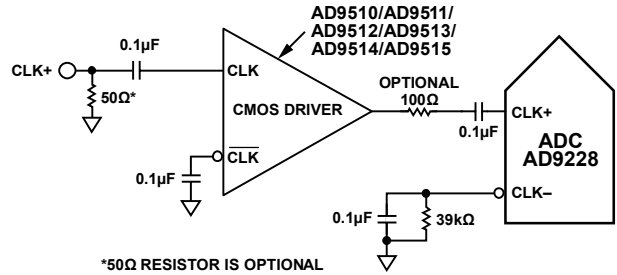 AD9510/AD9511/
AD9512/AD9513/
AD9514/AD9515
0.1µF
CLK+
50Ω*
CLK
CMOS DRIVER
CLK
0.1µF
OPTIONAL
100Ω
0.1µF
CLK+
ADC
AD9228
CLK–
0.1µF
39kΩ
*50Ω RESISTOR IS OPTIONAL